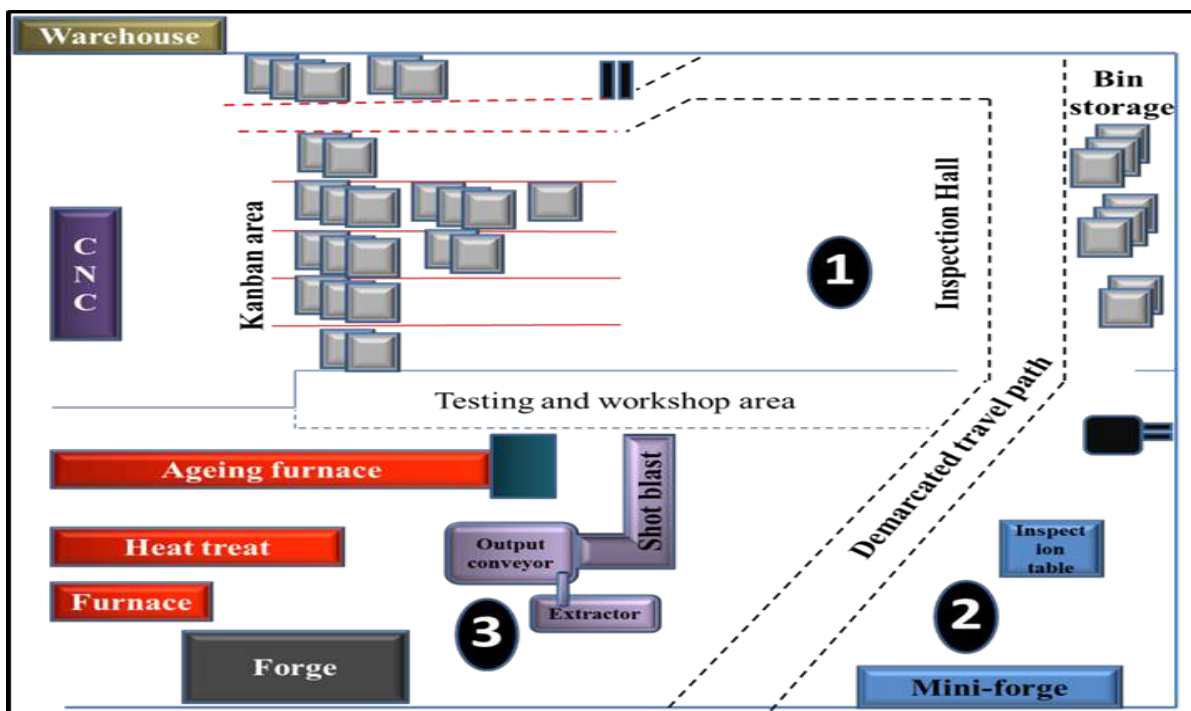 Warehouse
Bin
storage
C
N
C
Kanban area
1
Inspection Hall
Testing and workshop area
Demarcated travel path
Ageing furnace
Shot blast
Heat treat
Output
conveyor
Inspect
ion
table
Furnace
Extractor
3
2
Forge
Mini-forge